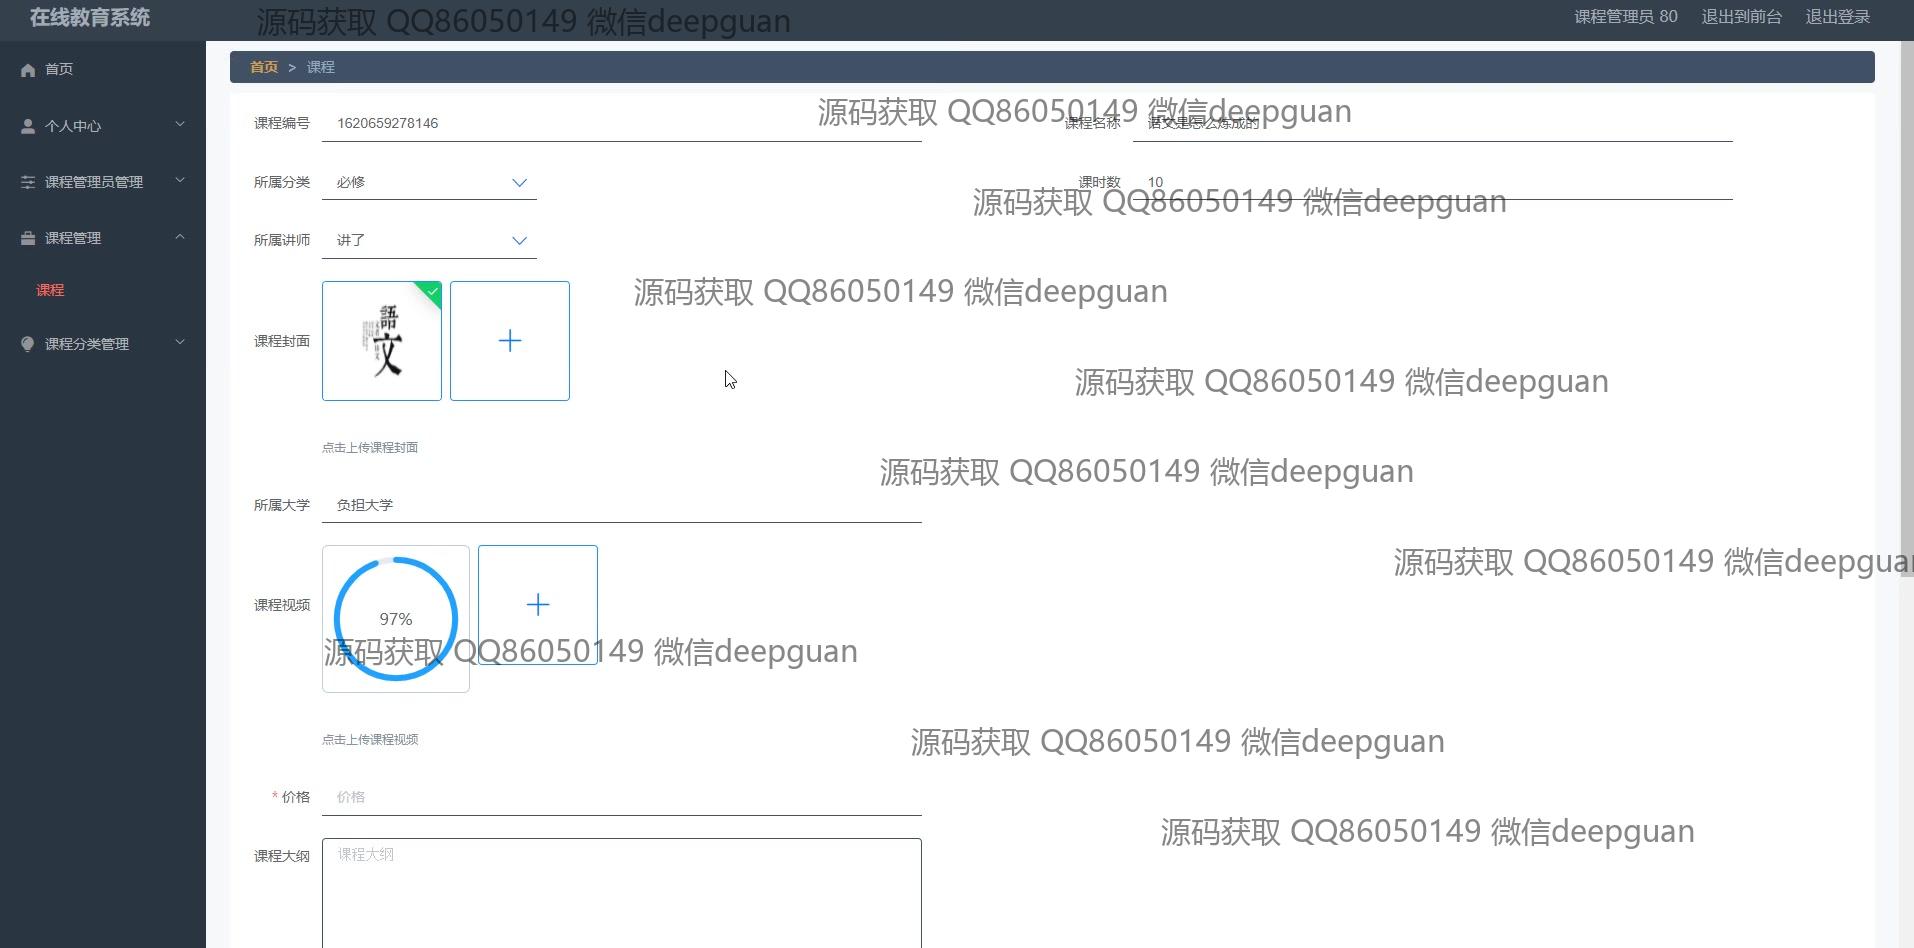 在线教育系统
源码获取 QQ86050149 微信deepguan
课程管理员 80 退出到前台 退出登录
首页
个人中心
课程管理员管理
课程管理
课程
课程分类管理
首页 > 课程
源码获取 QQ86050149 微信deepguan
课程编号 1620659278146
课程名称 语文是怎么炼成的
所属分类 必修
课时数 10
源码获取 QQ86050149 微信deepguan
所属讲师 讲了
源码获取 QQ86050149 微信deepguan
课程封面
語文
源码获取 QQ86050149 微信deepguan
点击上传课程封面
源码获取 QQ86050149 微信deepguan
所属大学 负担大学
源码获取 QQ86050149 微信deepguan
课程视频
97%
源码获取 QQ86050149 微信deepguan
点击上传课程视频
源码获取 QQ86050149 微信deepguan
* 价格 价格
源码获取 QQ86050149 微信deepguan
课程大纲 课程大纲